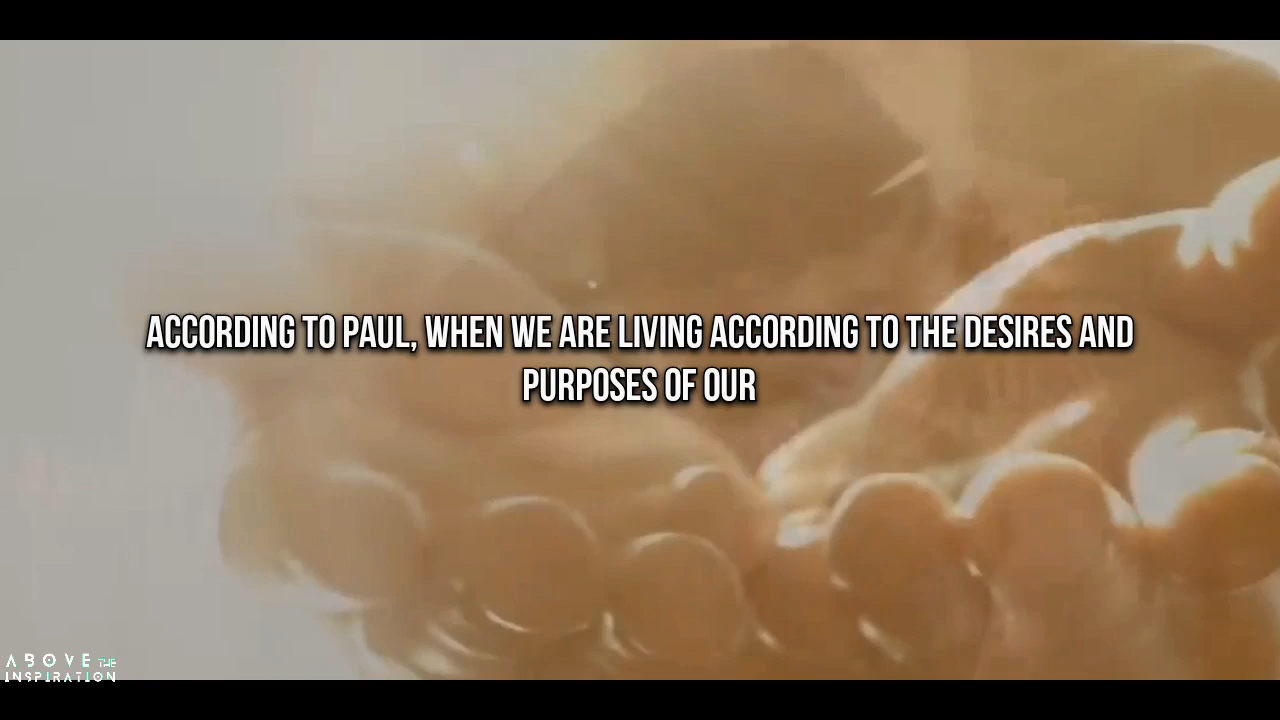 ACCORDING TO PAUL, WHEN WE ARE LIVING ACCORDING TO THE DESIRES AND
PURPOSES OF OUR
ABOVE THE
INSPIRATION